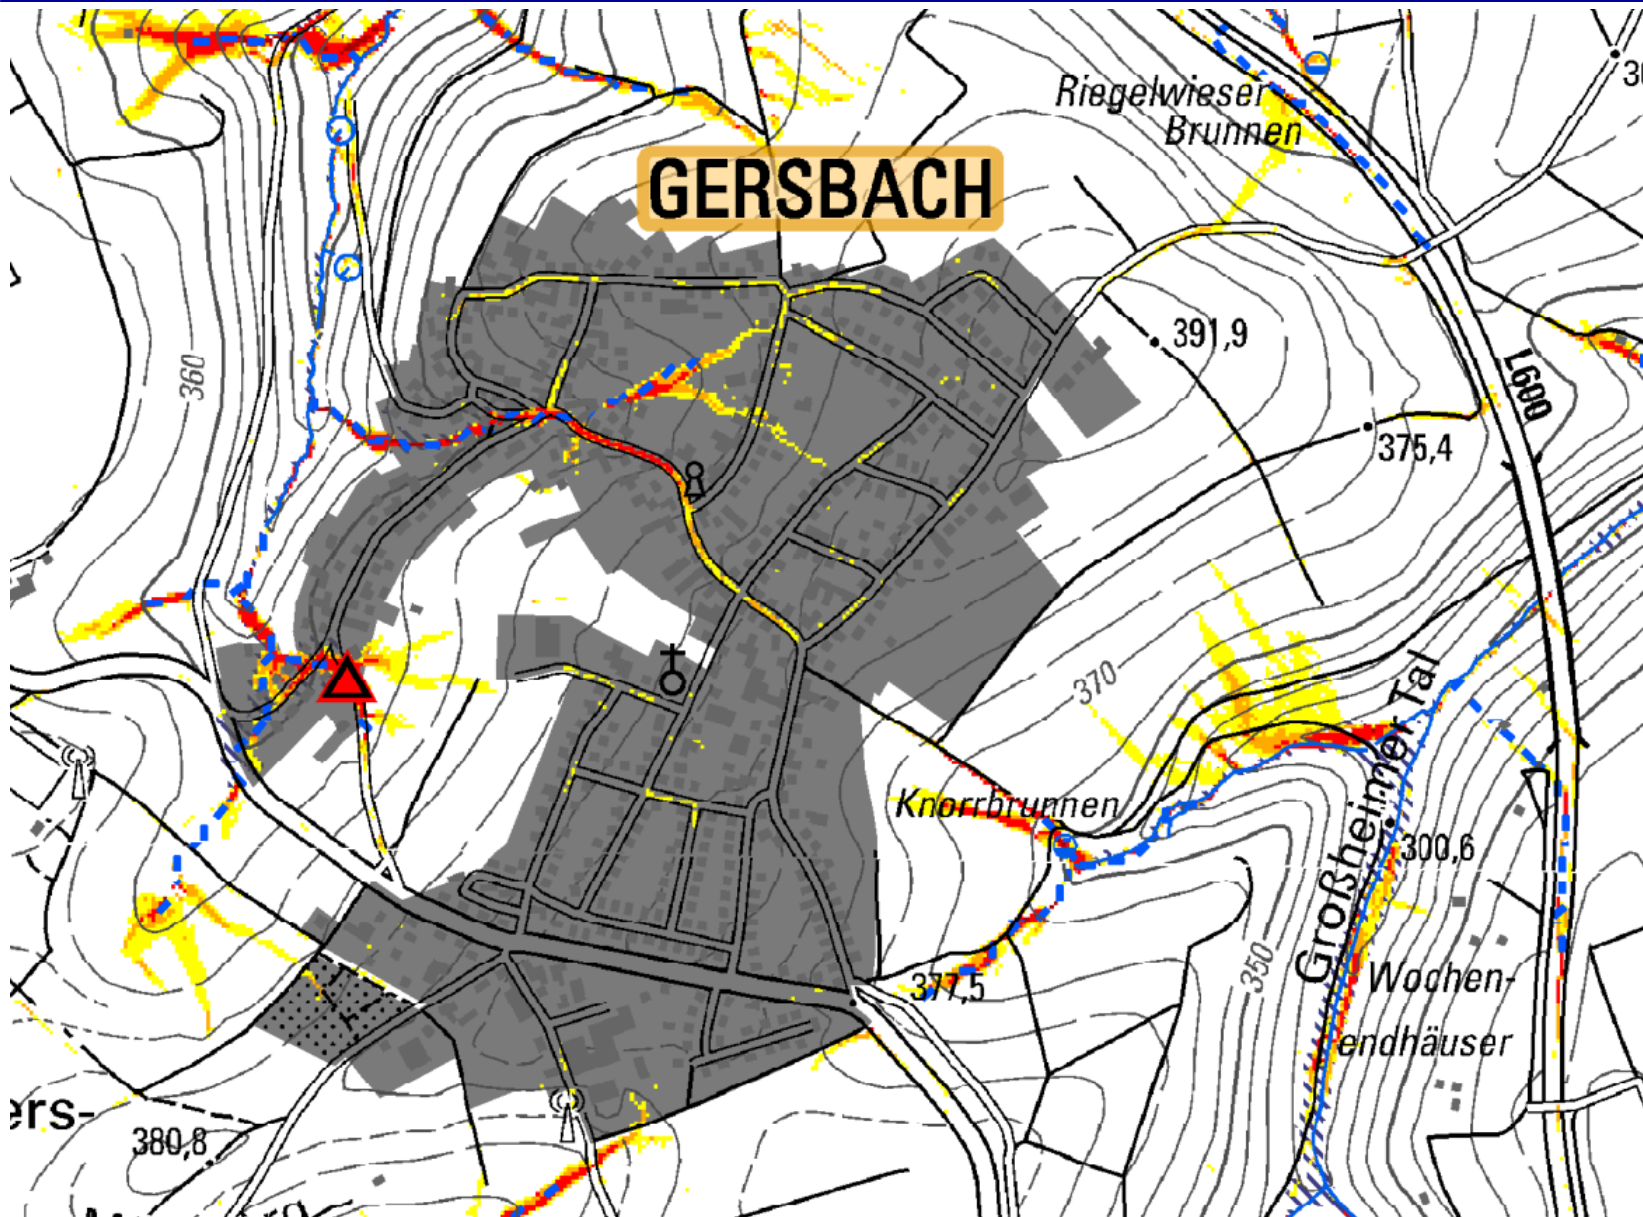 Riegelwieser
Brunnen
GERSBACH
391,9
360
L600
375,4
370
Knorrbrunnen
Großheimer Tal
300,6
350
377,5
Wochen-
endhäuser
ers-
380,8